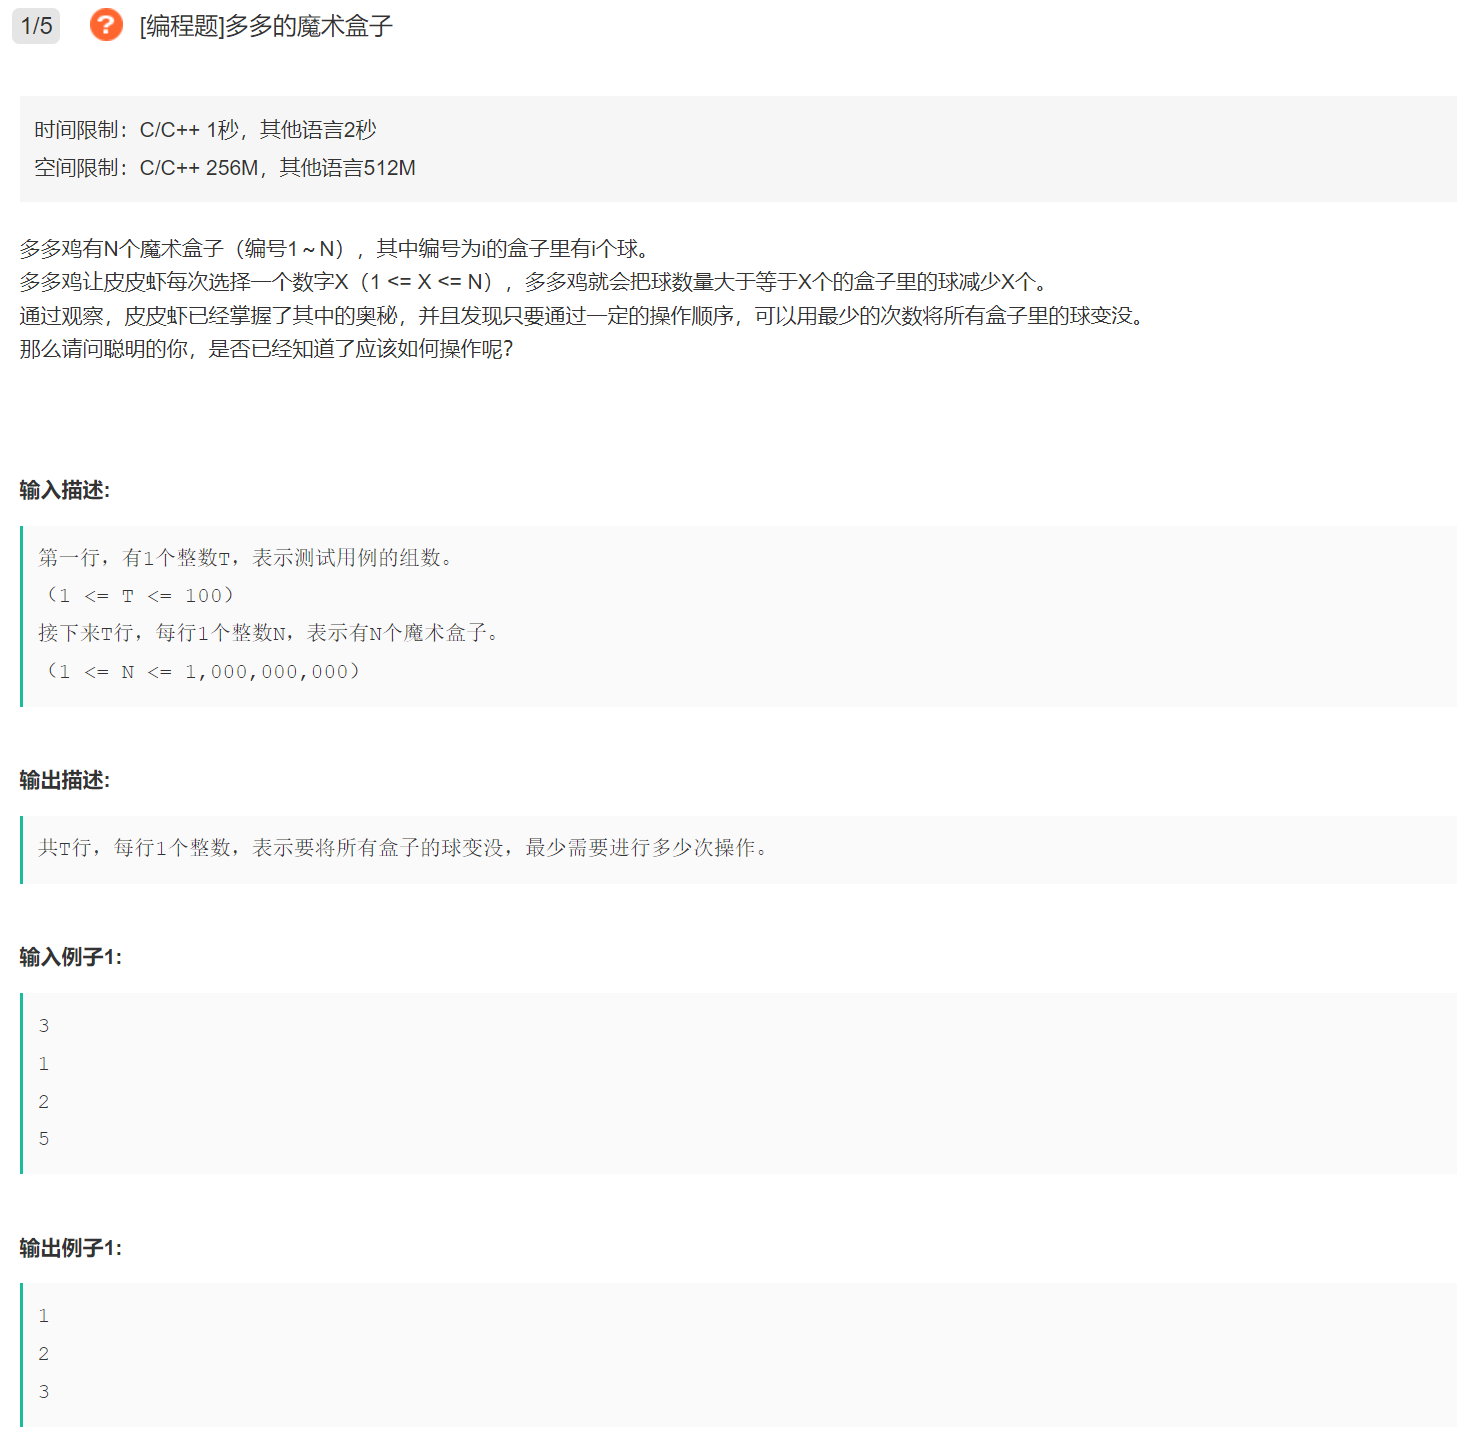 1/5 ? [编程题]多多的魔术盒子
时间限制：C/C++ 1秒，其他语言2秒
空间限制：C/C++ 256M，其他语言512M
多多鸡有N个魔术盒子（编号1～N），其中编号为i的盒子里有i个球。
多多鸡让皮皮虾每次选择一个数字X（1 <= X <= N），多多鸡就会把球数量大于等于X个的盒子里的球减少X个。
通过观察，皮皮虾已经掌握了其中的奥秘，并且发现只要通过一定的操作顺序，可以用最少的次数将所有盒子里的球变没。
那么请问聪明的你，是否已经知道了应该如何操作呢？
输入描述:
第一行，有1个整数T，表示测试用例的组数。
（1 <= T <= 100）
接下来T行，每行1个整数N，表示有N个魔术盒子。
（1 <= N <= 1,000,000,000）
输出描述:
共T行，每行1个整数，表示要将所有盒子的球变没，最少需要进行多少次操作。
输入例子1:
3
1
2
5
输出例子1:
1
2
3